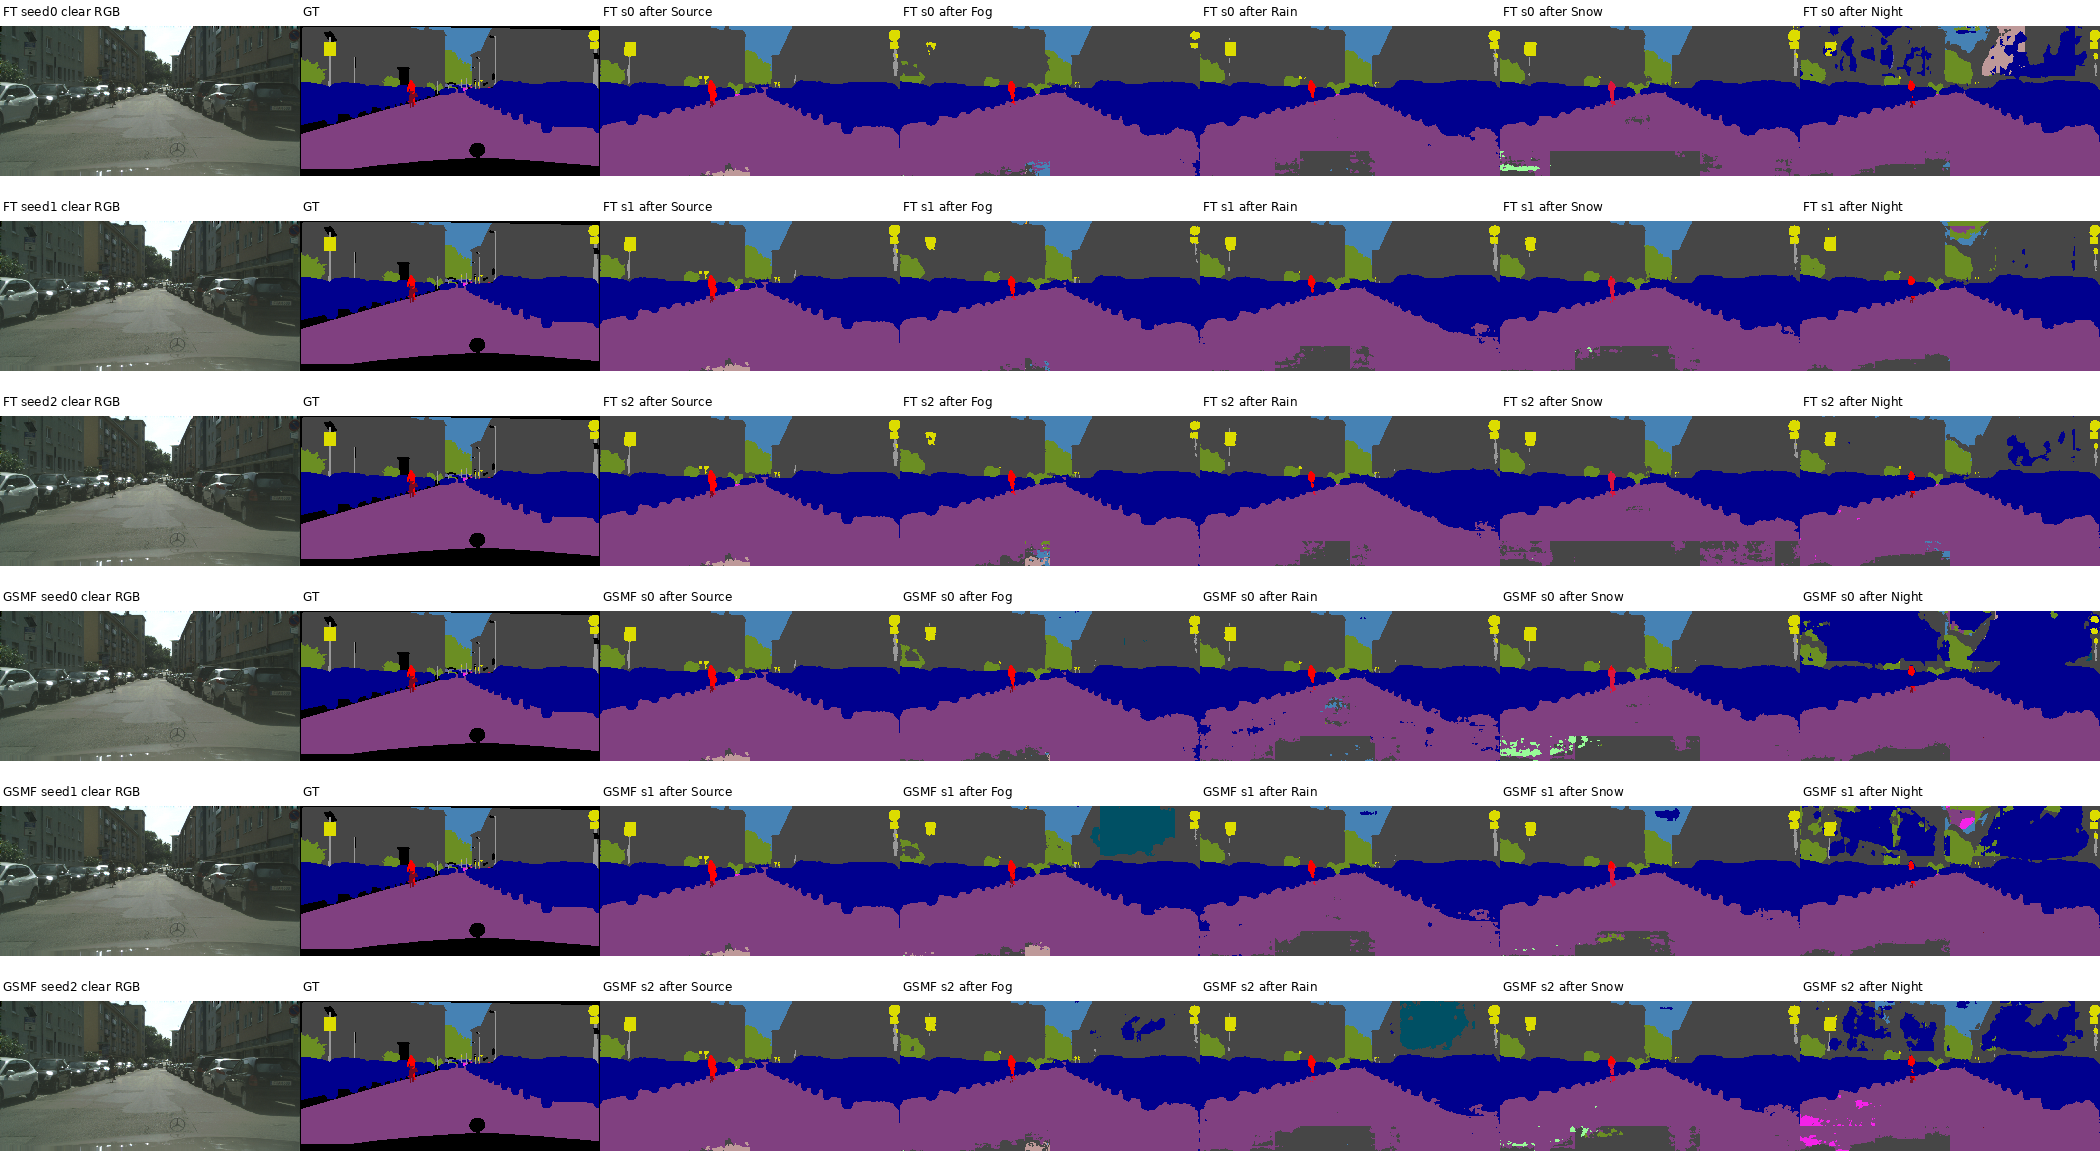 FT seed0 clear RGB GT FT s0 after Source FT s0 after Fog FT s0 after Rain FT s0 after Snow FT s0 after Night
FT seed1 clear RGB GT FT s1 after Source FT s1 after Fog FT s1 after Rain FT s1 after Snow FT s1 after Night
FT seed2 clear RGB GT FT s2 after Source FT s2 after Fog FT s2 after Rain FT s2 after Snow FT s2 after Night
GSMF seed0 clear RGB GT GSMF s0 after Source GSMF s0 after Fog GSMF s0 after Rain GSMF s0 after Snow GSMF s0 after Night
GSMF seed1 clear RGB GT GSMF s1 after Source GSMF s1 after Fog GSMF s1 after Rain GSMF s1 after Snow GSMF s1 after Night
GSMF seed2 clear RGB GT GSMF s2 after Source GSMF s2 after Fog GSMF s2 after Rain GSMF s2 after Snow GSMF s2 after Night